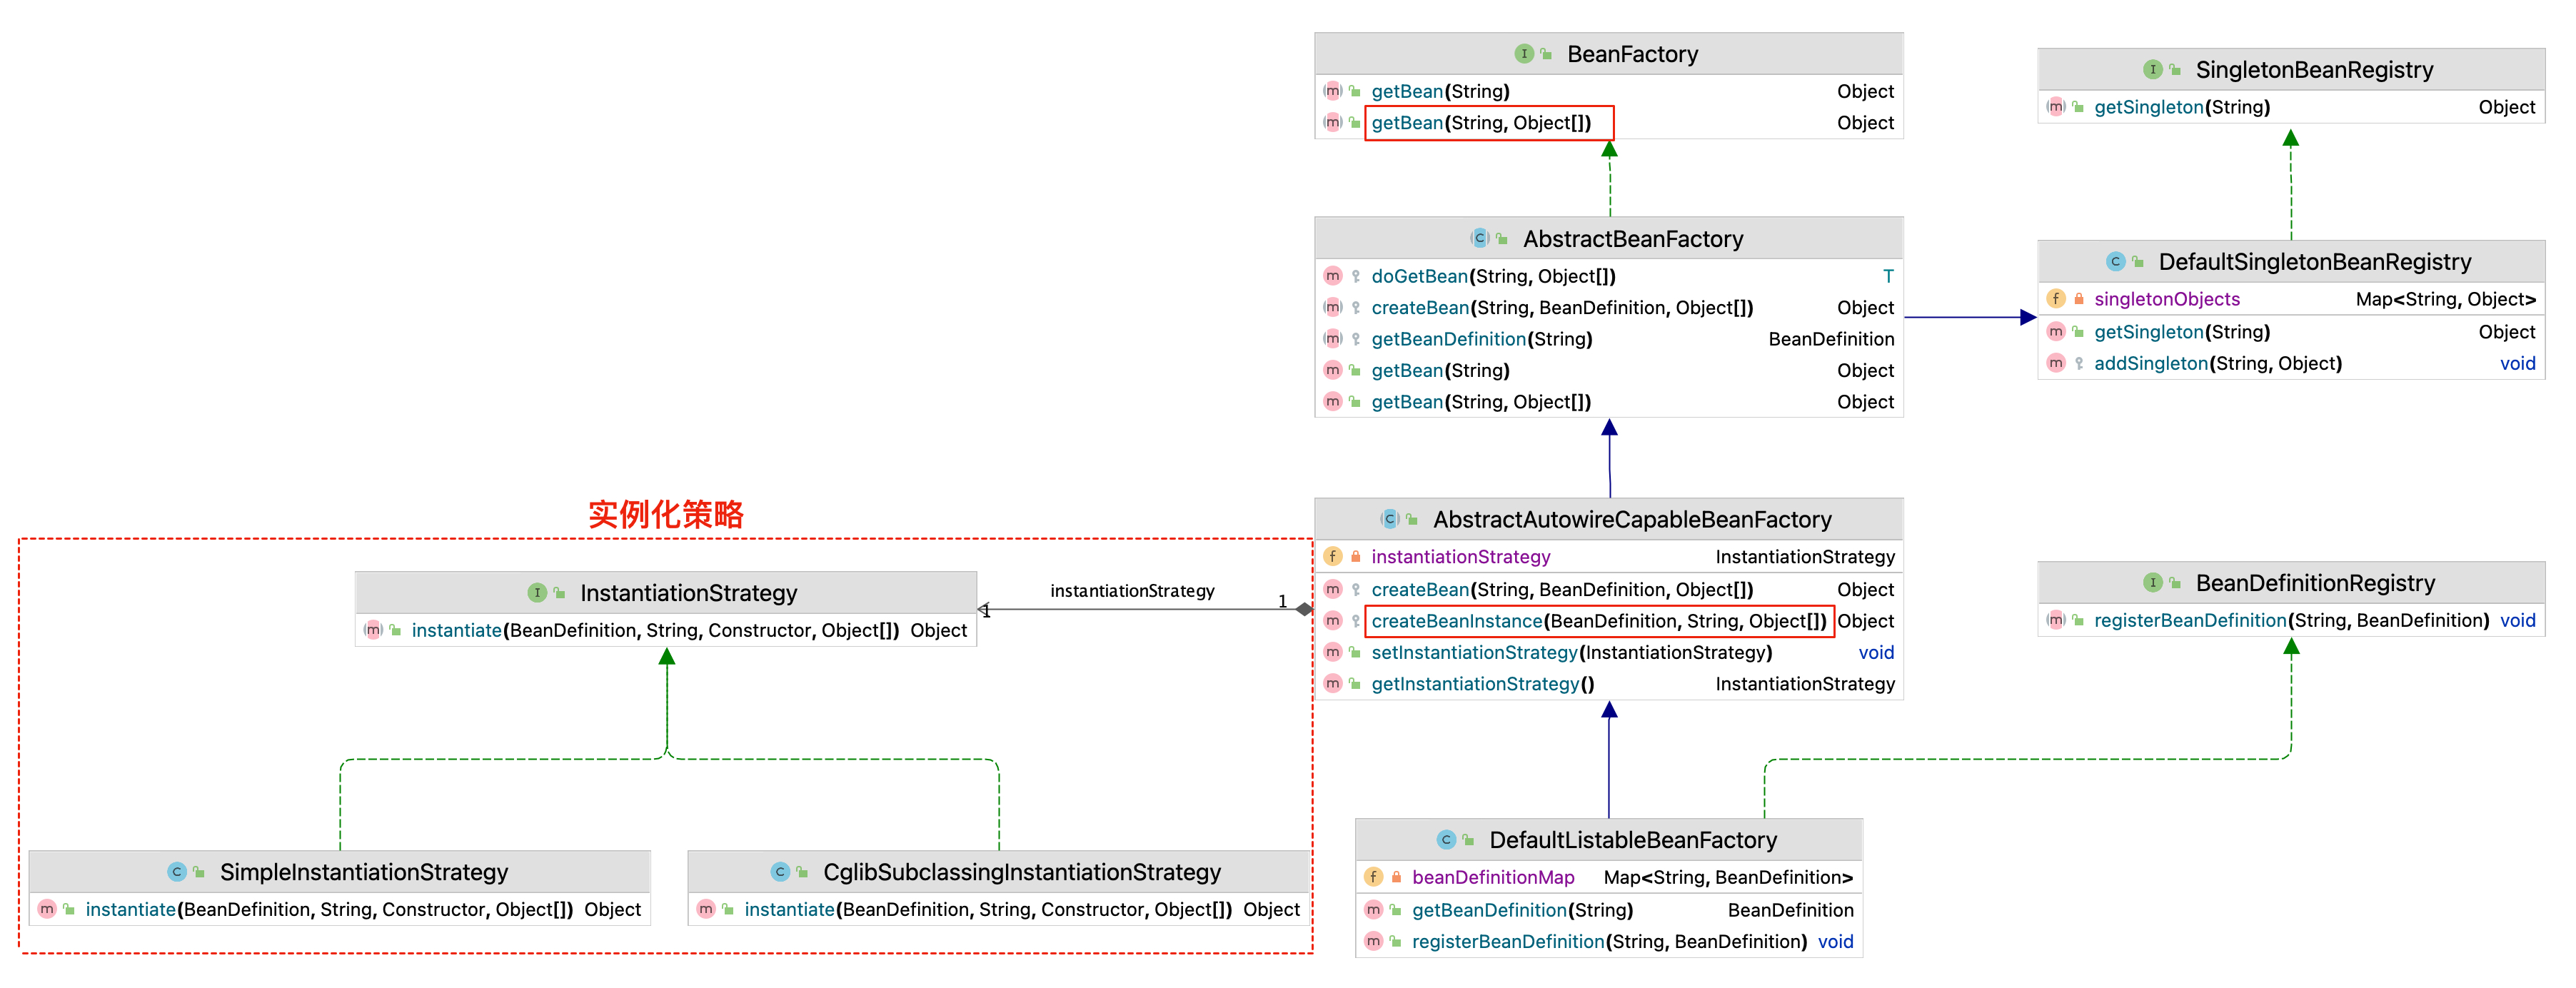 BeanFactory
getBean(String) Object
getBean(String, Object[]) Object
SingletonBeanRegistry
getSingleton(String) Object
AbstractBeanFactory
doGetBean(String, Object[]) T
createBean(String, BeanDefinition, Object[]) Object
getBeanDefinition(String) BeanDefinition
getBean(String) Object
getBean(String, Object[]) Object
DefaultSingletonBeanRegistry
singletonObjects Map<String, Object>
getSingleton(String) Object
addSingleton(String, Object) void
实例化策略
InstantiationStrategy
instantiate(BeanDefinition, String, Constructor, Object[]) Object
instantiationStrategy
1 1
AbstractAutowireCapableBeanFactory
instantiationStrategy InstantiationStrategy
createBean(String, BeanDefinition, Object[]) Object
createBeanInstance(BeanDefinition, String, Object[]) Object
setInstantiationStrategy(InstantiationStrategy) void
getInstantiationStrategy() InstantiationStrategy
BeanDefinitionRegistry
registerBeanDefinition(String, BeanDefinition) void
SimpleInstantiationStrategy
instantiate(BeanDefinition, String, Constructor, Object[]) Object
CglibSubclassingInstantiationStrategy
instantiate(BeanDefinition, String, Constructor, Object[]) Object
DefaultListableBeanFactory
beanDefinitionMap Map<String, BeanDefinition>
getBeanDefinition(String) BeanDefinition
registerBeanDefinition(String, BeanDefinition) void